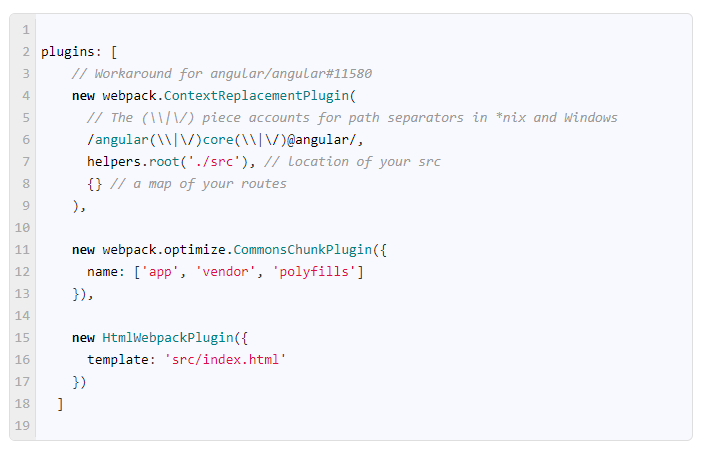 1
2 plugins: [
3     // Workaround for angular/angular#11580
4     new webpack.ContextReplacementPlugin(
5       // The (\\|\/) piece accounts for path separators in *nix and Windows
6       /angular(\\|\/)core(\\|\/)@angular/,
7       helpers.root('./src'), // location of your src
8       {} // a map of your routes
9     ),
10
11     new webpack.optimize.CommonsChunkPlugin({
12       name: ['app', 'vendor', 'polyfills']
13     }),
14
15     new HtmlWebpackPlugin({
16       template: 'src/index.html'
17     })
18   ]
19